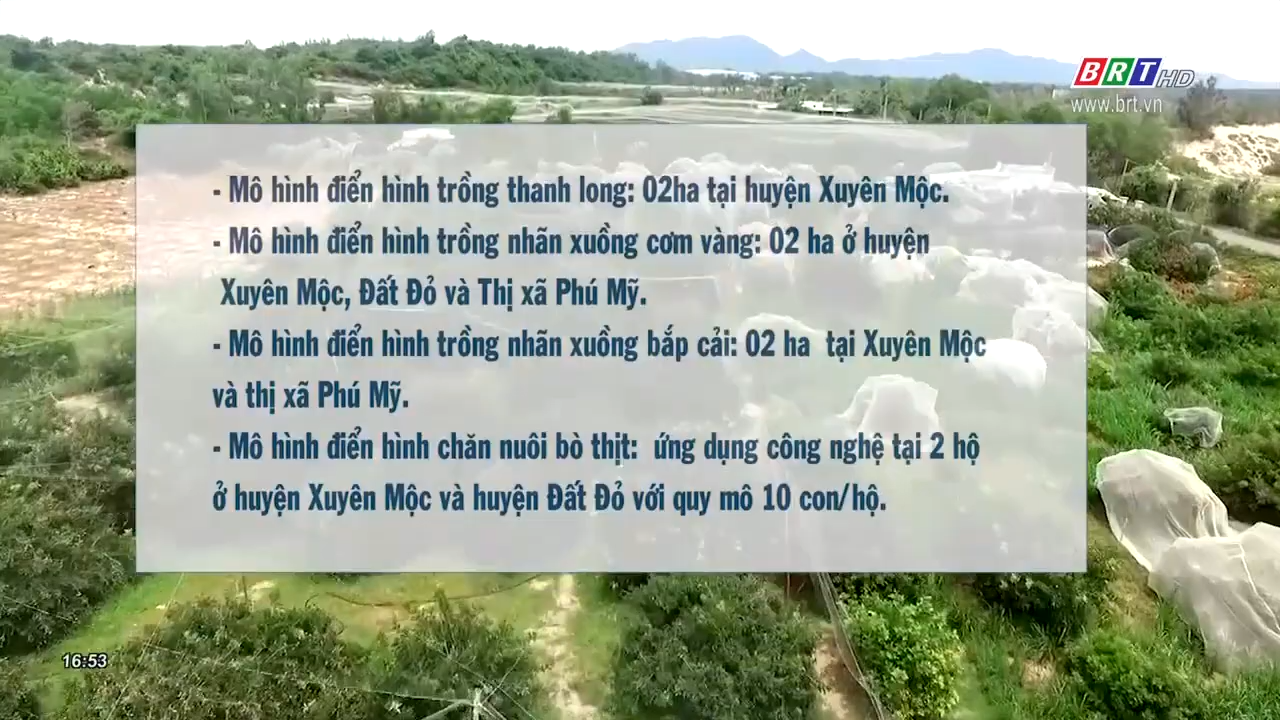 BRT HD
www.brt.vn
- Mô hình điển hình trồng thanh long: 02ha tại huyện Xuyên Mộc.
- Mô hình điển hình trồng nhãn xuồng cơm vàng: 02 ha ở huyện
Xuyên Mộc, Đất Đỏ và Thị xã Phú Mỹ.
- Mô hình điển hình trồng nhãn xuồng bắp cải: 02 ha tại Xuyên Mộc
và thị xã Phú Mỹ.
- Mô hình điển hình chăn nuôi bò thịt: ứng dụng công nghệ tại 2 hộ
ở huyện Xuyên Mộc và huyện Đất Đỏ với quy mô 10 con/hộ.
16:53